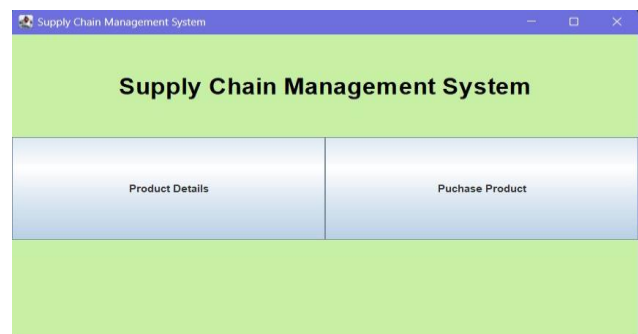 Supply Chain Management System
Supply Chain Management System
Product Details
Puchase Product